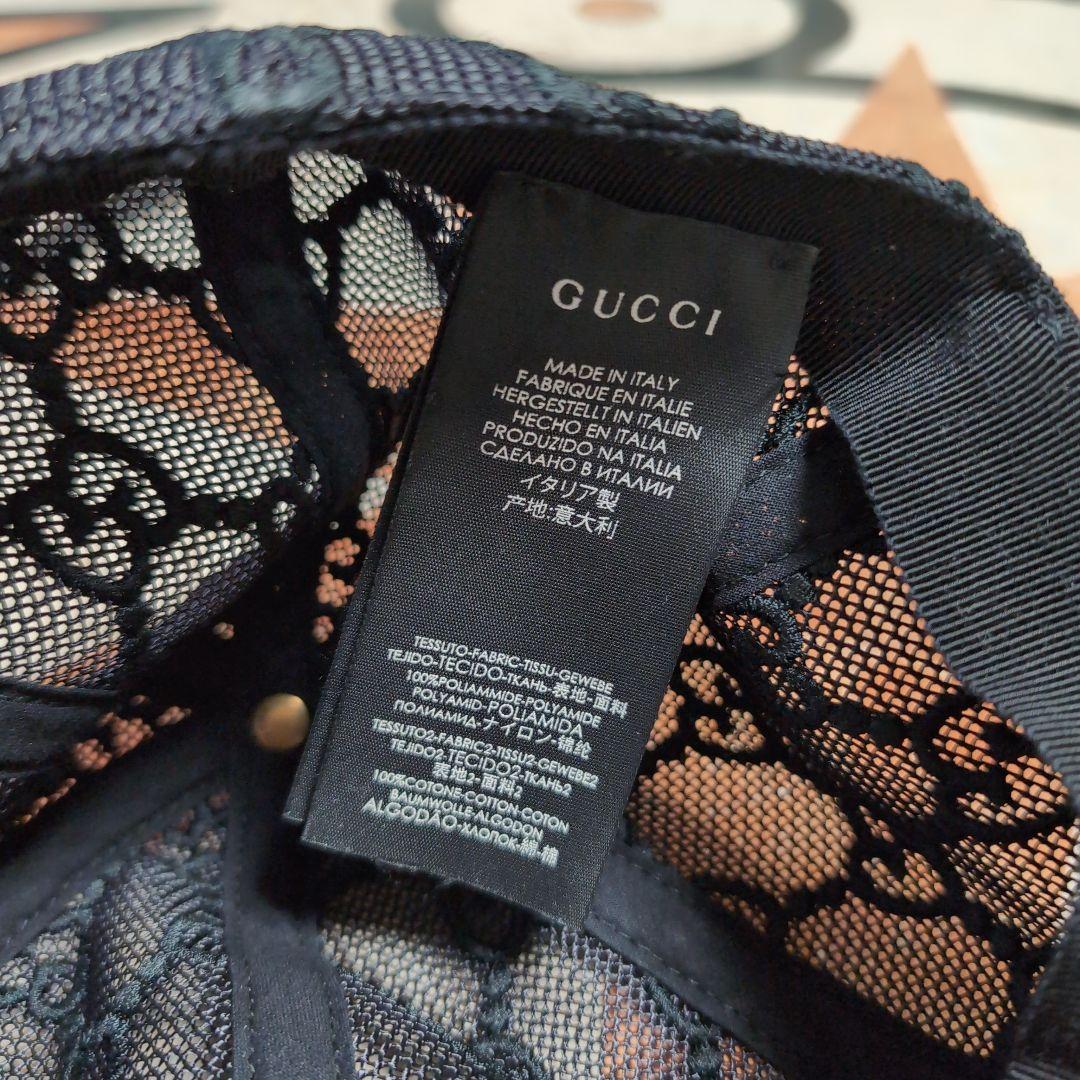 GUCCI
MADE IN ITALY
FABRIQUE EN ITALIE
HERGESTELLT IN ITALIEN
HECHO EN ITALIA
PRODUZIDO NA ITALIA
СДЕЛАНО В ИТАЛИИ
イタリア製
产地:意大利
TESSUTO-FABRIC-TISSU-GEWEBE
TEJIDO-TECIDO-ТКАНЬ-表地-面料
100%POLIAMMIDE-POLYAMIDE
POLYAMID-POLIAMIDA
ПОЛИАМИД-ナイロン-锦纶
TESSUTO2-FABRIC2-TISSU2-GEWEBE2
TEJIDO2-TECIDO2-ТКАНЬ2
表地2-面料2
100%COTONE-COTTON-COTON
BAUMWOLLE-ALGODON
ALGODÃO-ХЛОПОК-綿-棉